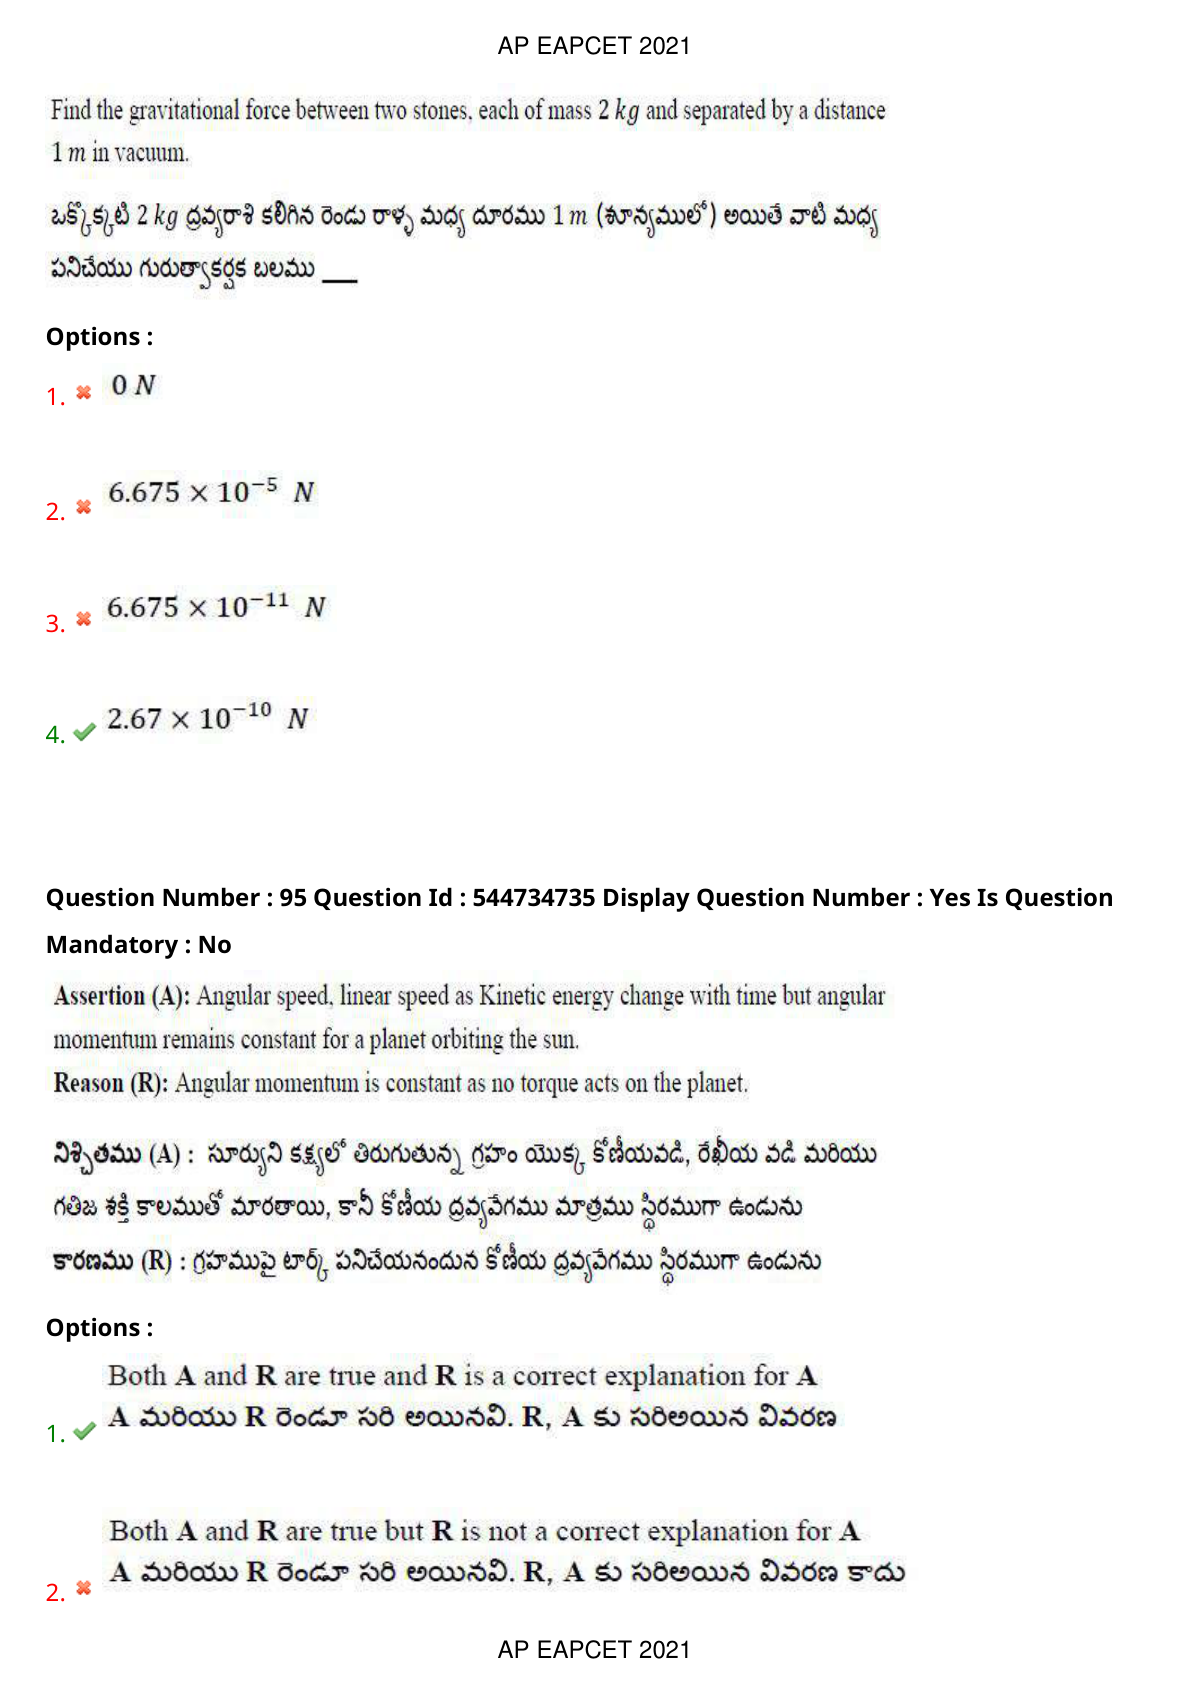 AP EAPCET 2021
Find the gravitational force between two stones, each of mass 2 kg and separated by a distance
1 m in vacuum.
ఒక్కొక్కటి 2 kg ద్రవ్యరాశి కలిగిన రెండు రాళ్ళ మధ్య దూరము 1 m (శూన్యములో) అయితే వాటి మధ్య
పనిచేయు గురుత్వాకర్షక బలము ___
Options :
1. 0 N
2. 6.675 × 10⁻⁵ N
3. 6.675 × 10⁻¹¹ N
4. 2.67 × 10⁻¹⁰ N
Question Number : 95 Question Id : 544734735 Display Question Number : Yes Is Question
Mandatory : No
Assertion (A): Angular speed, linear speed as Kinetic energy change with time but angular
momentum remains constant for a planet orbiting the sun.
Reason (R): Angular momentum is constant as no torque acts on the planet.
నిశ్చితము (A) : సూర్యుని కక్ష్యలో తిరుగుతున్న గ్రహం యొక్క కోణీయవడి, రేఖీయ వడి మరియు
గతిజ శక్తి కాలముతో మారతాయి, కానీ కోణీయ ద్రవ్యవేగము మాత్రము స్థిరముగా ఉండును
కారణము (R) : గ్రహముపై టార్క్ పనిచేయనందున కోణీయ ద్రవ్యవేగము స్థిరముగా ఉండును
Options :
Both A and R are true and R is a correct explanation for A
1. A మరియు R రెండూ సరి అయినవి. R, A కు సరిఅయిన వివరణ
Both A and R are true but R is not a correct explanation for A
2. A మరియు R రెండూ సరి అయినవి. R, A కు సరిఅయిన వివరణ కాదు
AP EAPCET 2021